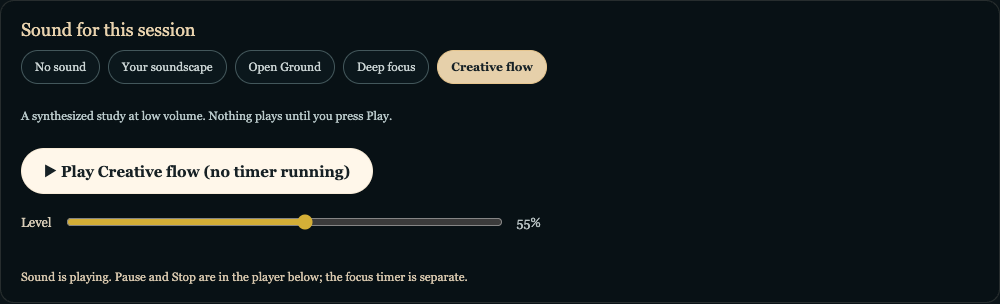 Sound for this session
No sound Your soundscape Open Ground Deep focus Creative flow
A synthesized study at low volume. Nothing plays until you press Play.
▶ Play Creative flow (no timer running)
Level 55%
Sound is playing. Pause and Stop are in the player below; the focus timer is separate.